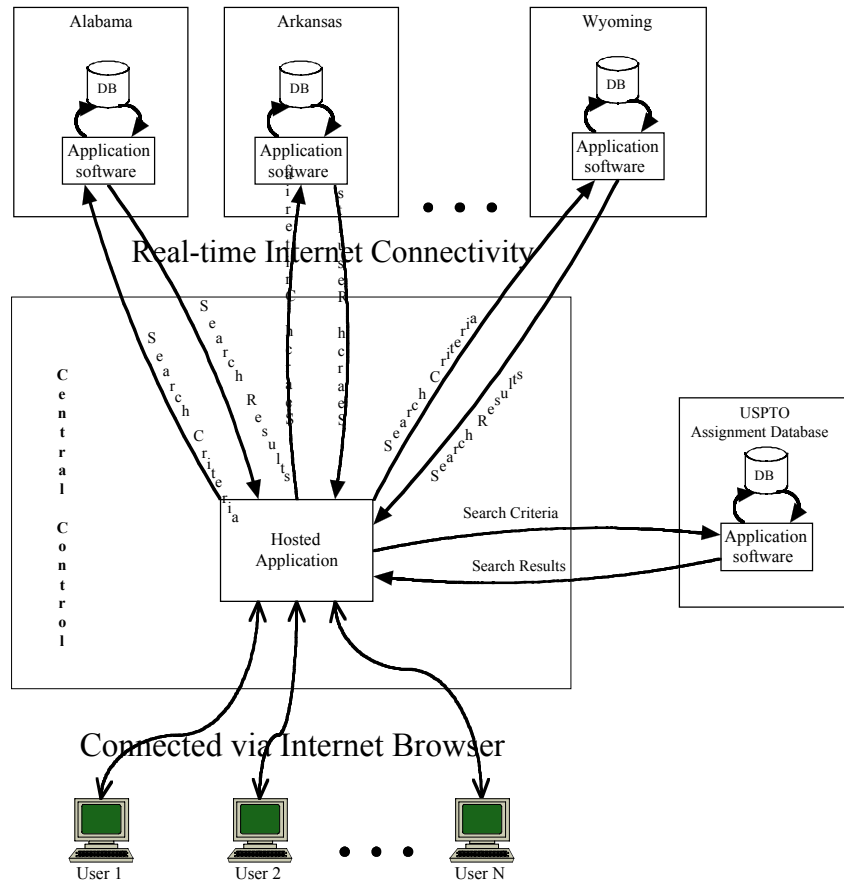 Alabama
Arkansas
Wyoming
DB
DB
DB
Application
software
Application
software
Application
software
Real-time Internet Connectivity
Search Criteria
Search Results
Search Criteria
Search Results
Search Criteria
Search Results
Central Control
USPTO
Assignment Database
DB
Application
software
Search Criteria
Search Results
Hosted
Application
Connected via Internet Browser
User 1
User 2
User N